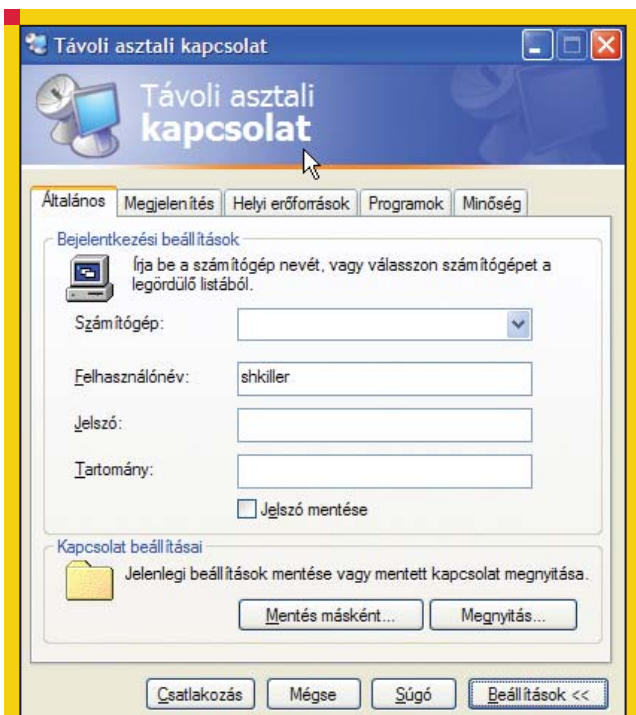 Távoli asztali kapcsolat
Távoli asztali
kapcsolat
Általános
Megjelenítés
Helyi erőforrások
Programok
Minőség
Bejelentkezési beállítások
Írja be a számítógép nevét, vagy válasszon számítógépet a
legördülő listából.
Számítógép:
Felhasználónév:
shkiller
Jelszó:
Tartomány:
Jelszó mentése
Kapcsolat beállításai
Jelenlegi beállítások mentése vagy mentett kapcsolat megnyitása.
Mentés másként...
Megnyitás...
Csatlakozás
Mégse
Súgó
Beállítások <<